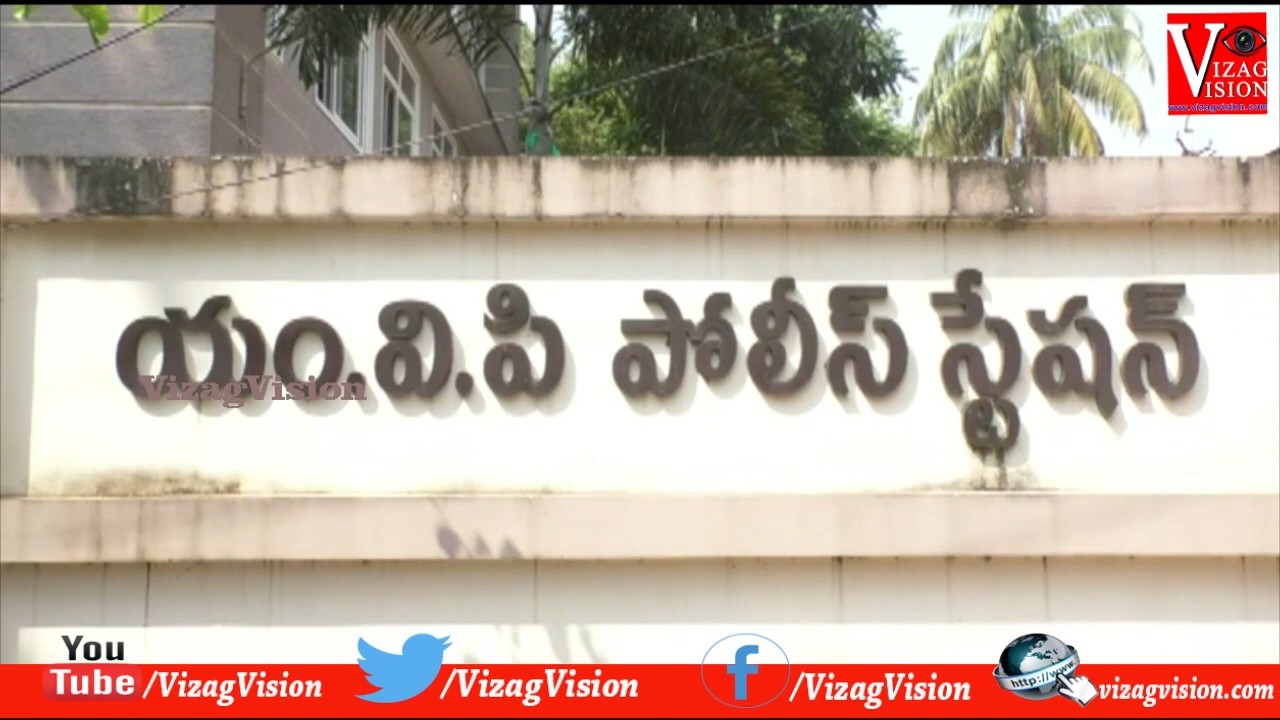 VIZAG
VISION
www.vizagvision.com
యం.వి.పి పోలీస్ స్టేషన్
VizagVision
You
Tube /VizagVision
/VizagVision
f /VizagVision
http://www.
vizagvision.com